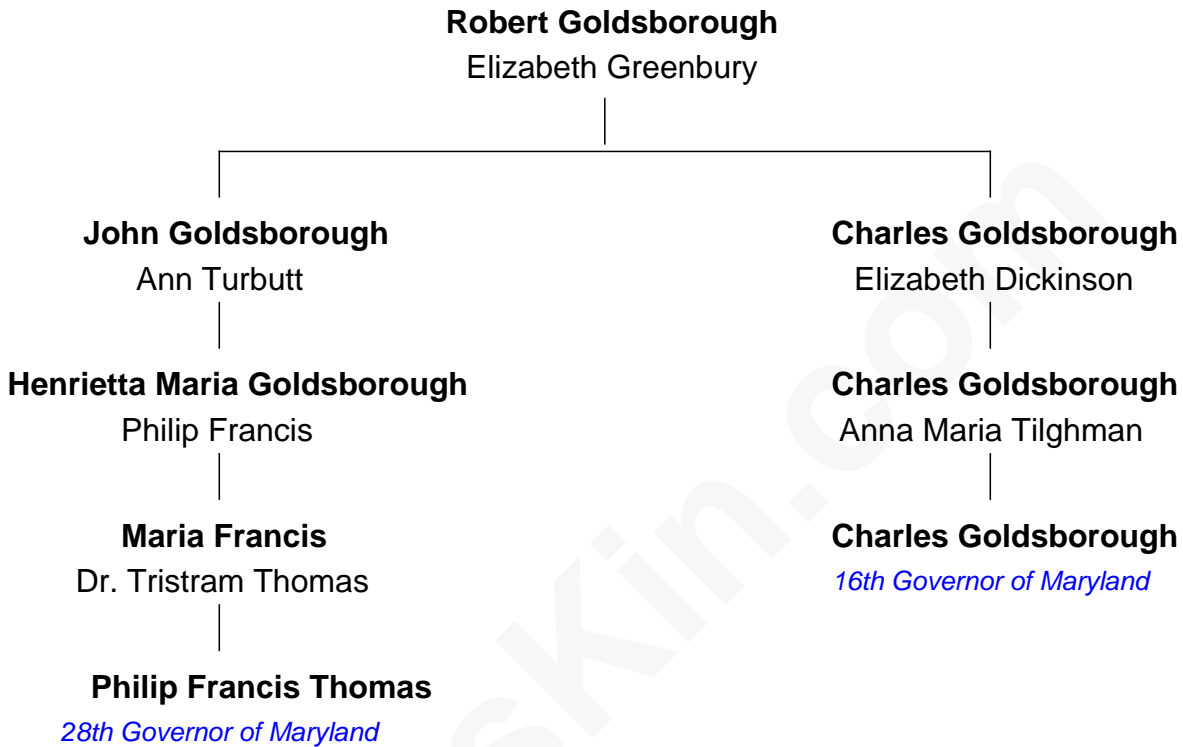 Robert Goldsborough
Elizabeth Greenbury
John Goldsborough
Ann Turbutt
Henrietta Maria Goldsborough
Philip Francis
Maria Francis
Dr. Tristram Thomas
Philip Francis Thomas
28th Governor of Maryland
Charles Goldsborough
Elizabeth Dickinson
Charles Goldsborough
Anna Maria Tilghman
Charles Goldsborough
16th Governor of Maryland
sKin.com